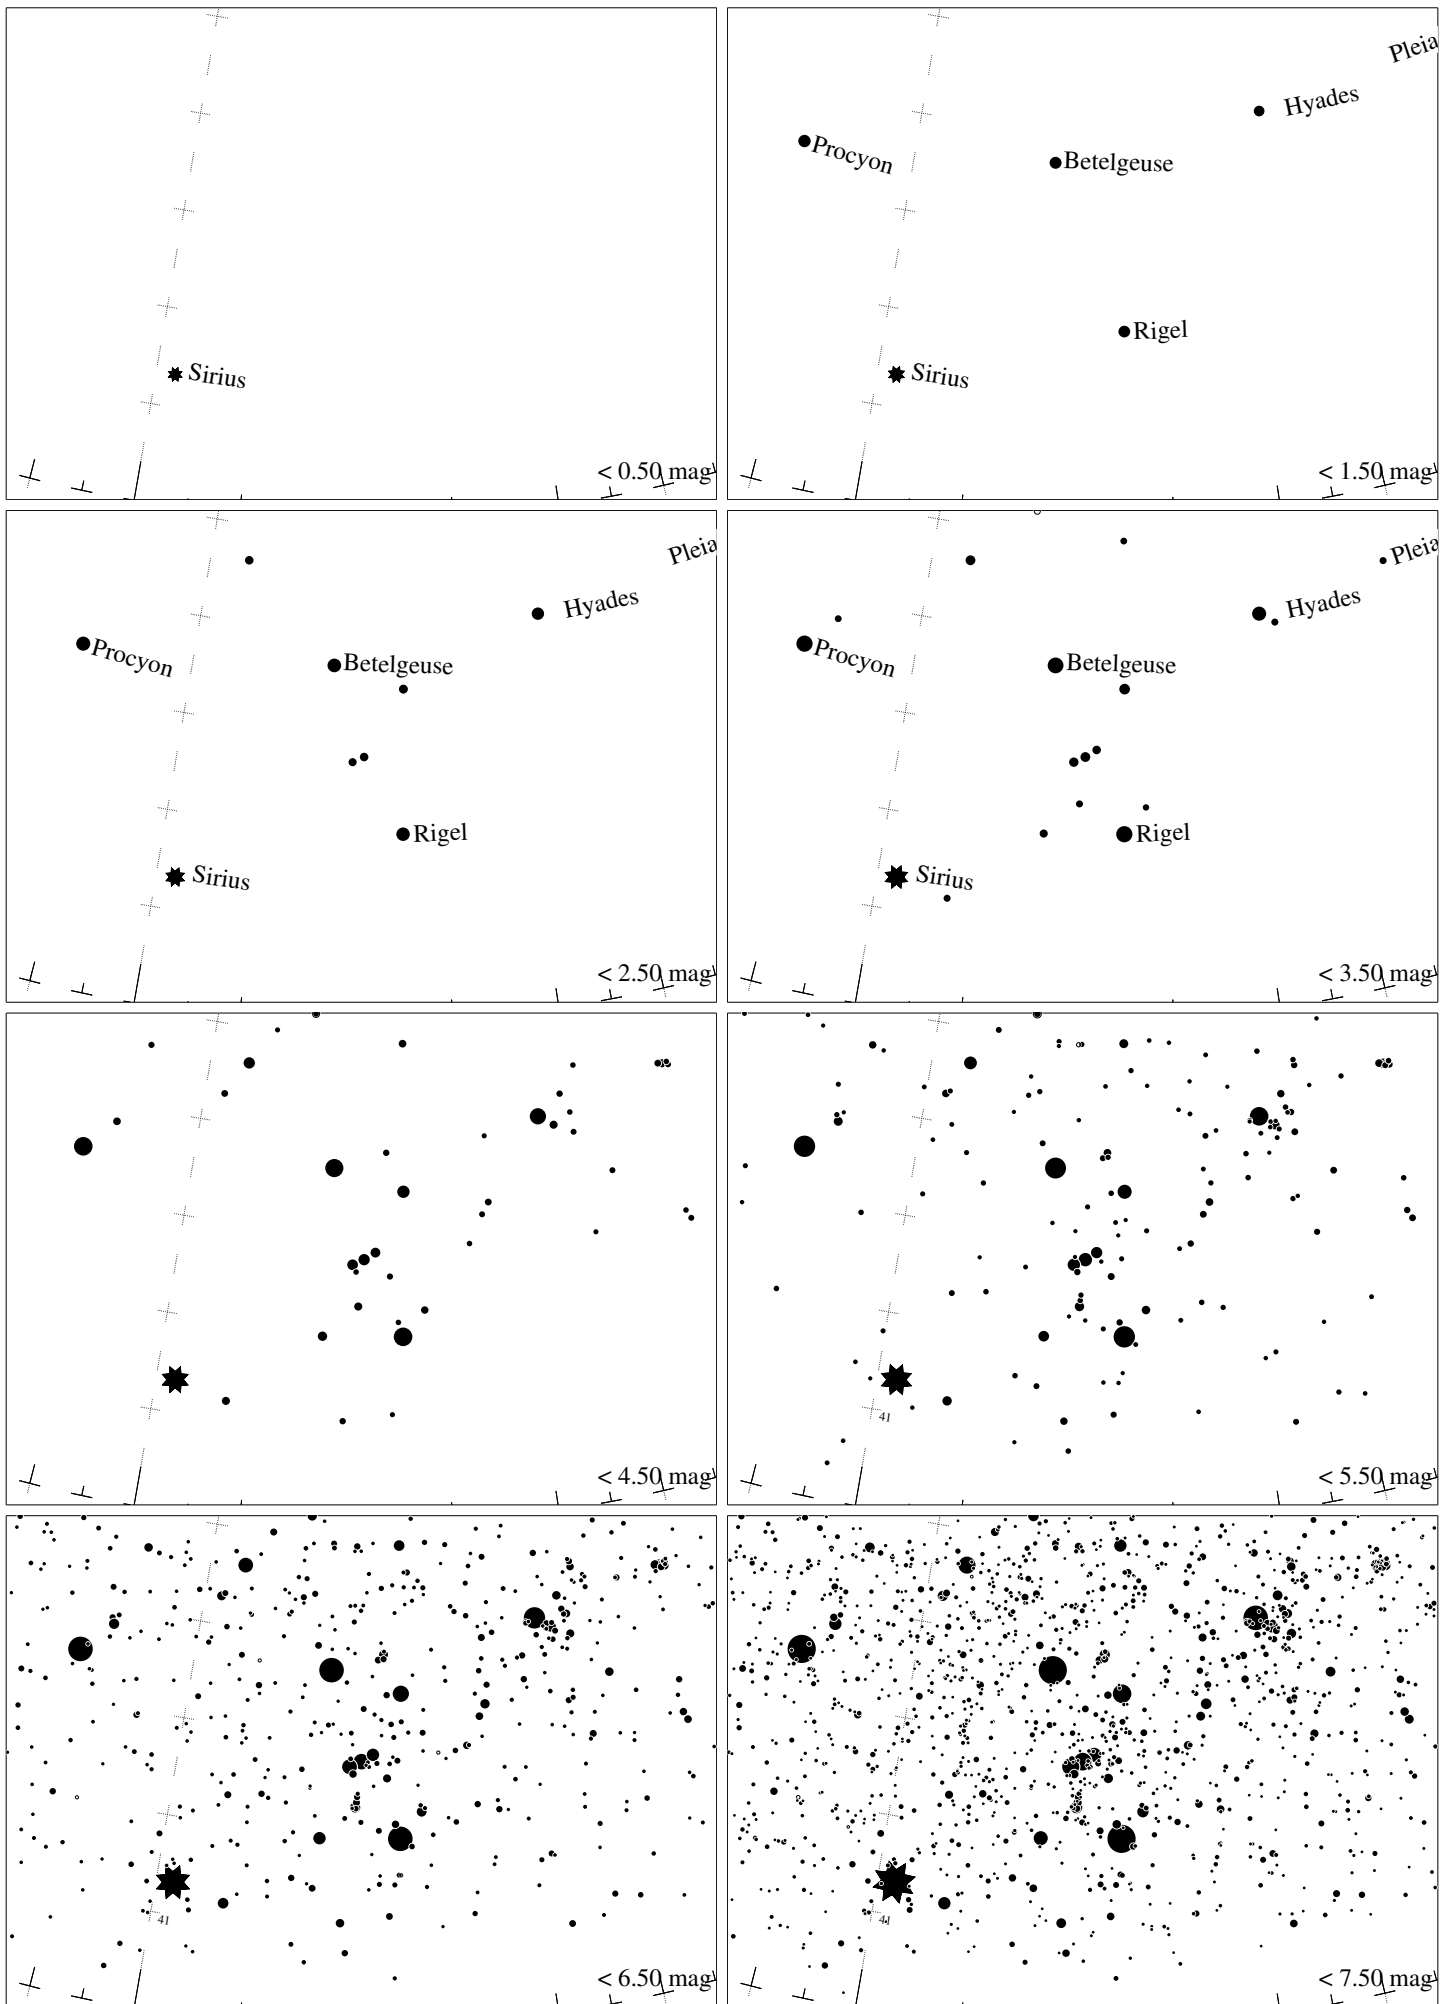 Sirius
< 0.50 mag
Pleia
Hyades
Procyon
Betelgeuse
Rigel
Sirius
< 1.50 mag
Pleia
Hyades
Procyon
Betelgeuse
Rigel
Sirius
< 2.50 mag
Pleia
Hyades
Procyon
Betelgeuse
Rigel
Sirius
< 3.50 mag
< 4.50 mag
41
< 5.50 mag
41
< 6.50 mag
41
< 7.50 mag